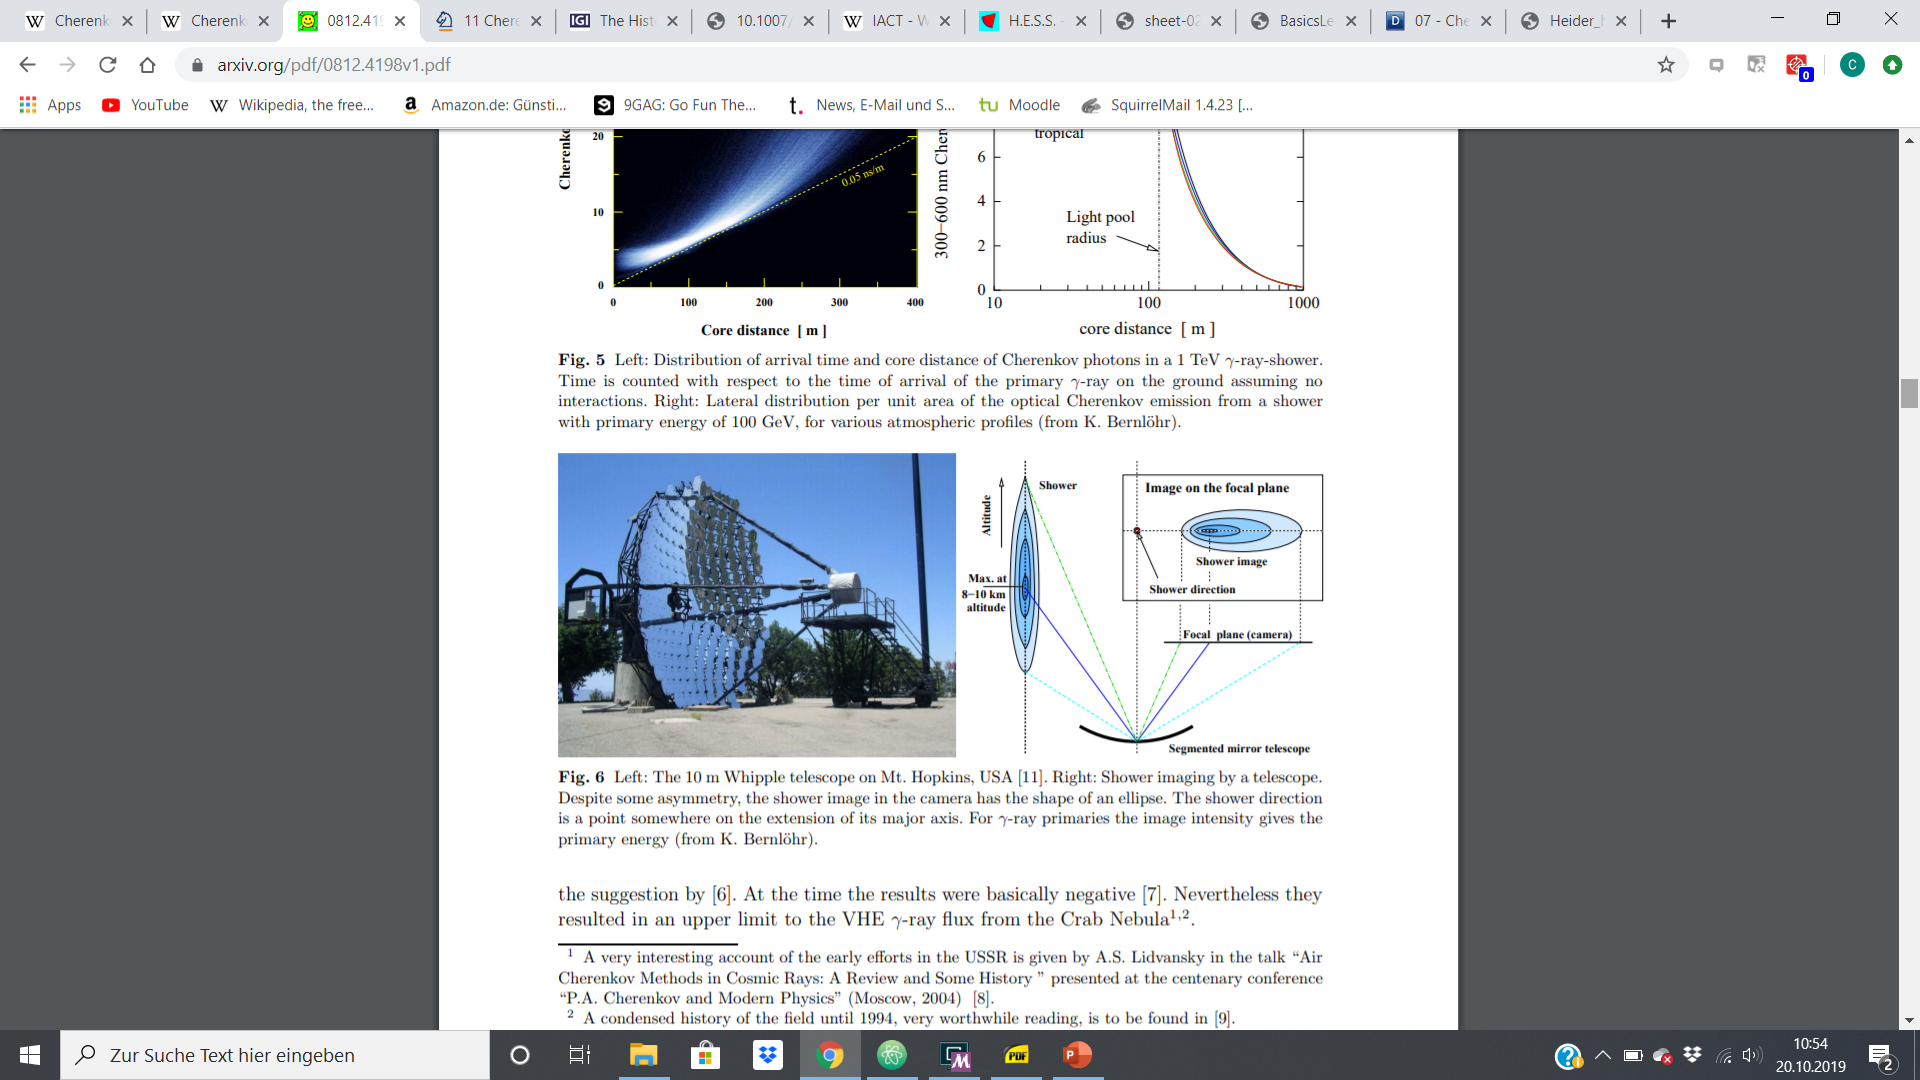 Cherenk
Cherenk
0812.419
11 Chere
The Hist
10.1007/
IACT - W
H.E.S.S. -
sheet-02
BasicsLe
07 - Che
Heider_
arxiv.org/pdf/0812.4198v1.pdf
0
C
Apps
YouTube
Wikipedia, the free...
Amazon.de: Günsti...
9GAG: Go Fun The...
News, E-Mail und S...
Moodle
SquirrelMail 1.4.23 [...
Cherenko
20
10
0
0.05 ns/m
0 100 200 300 400
Core distance [ m ]
300–600 nm Cher
tropical
6
4
2
0
Light pool
radius
10 100 1000
core distance [ m ]
Fig. 5 Left: Distribution of arrival time and core distance of Cherenkov photons in a 1 TeV γ-ray-shower.
Time is counted with respect to the time of arrival of the primary γ-ray on the ground assuming no
interactions. Right: Lateral distribution per unit area of the optical Cherenkov emission from a shower
with primary energy of 100 GeV, for various atmospheric profiles (from K. Bernlöhr).
Altitude
Shower
Max. at
8–10 km
altitude
Image on the focal plane
Shower image
Shower direction
Focal plane (camera)
Segmented mirror telescope
Fig. 6 Left: The 10 m Whipple telescope on Mt. Hopkins, USA [11]. Right: Shower imaging by a telescope.
Despite some asymmetry, the shower image in the camera has the shape of an ellipse. The shower direction
is a point somewhere on the extension of its major axis. For γ-ray primaries the image intensity gives the
primary energy (from K. Bernlöhr).
the suggestion by [6]. At the time the results were basically negative [7]. Nevertheless they
resulted in an upper limit to the VHE γ-ray flux from the Crab Nebula1,2.
1 A very interesting account of the early efforts in the USSR is given by A.S. Lidvansky in the talk “Air
Cherenkov Methods in Cosmic Rays: A Review and Some History ” presented at the centenary conference
“P.A. Cherenkov and Modern Physics” (Moscow, 2004) [8].
2 A condensed history of the field until 1994, very worthwhile reading, is to be found in [9].
Zur Suche Text hier eingeben
10:54
20.10.2019
2